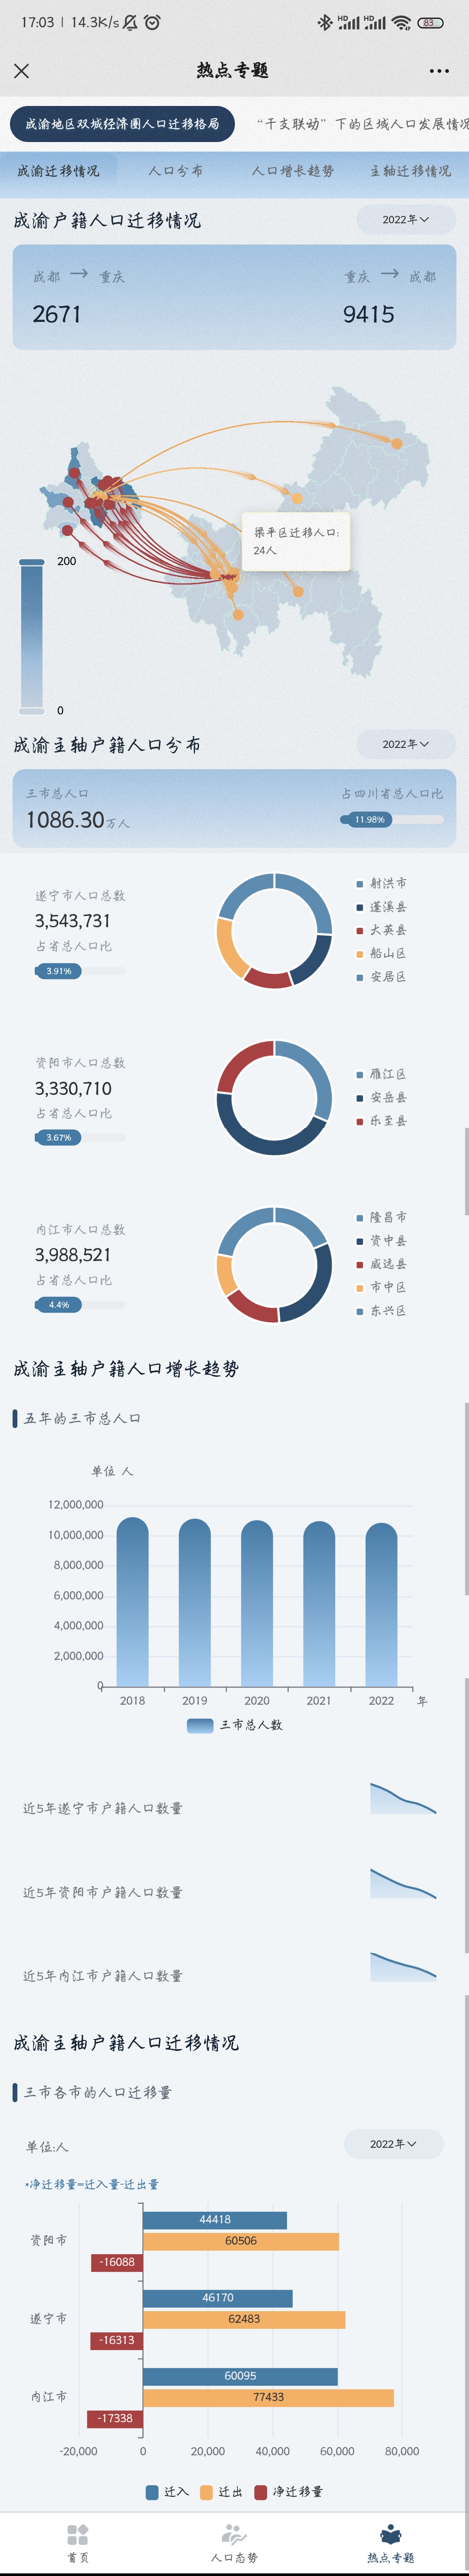 17:03 | 14.3K/s
HD HD 83
热点专题
成渝地区双城经济圈人口迁移格局 “干支联动”下的区域人口发展情况
成渝迁移情况 人口分布 人口增长趋势 主轴迁移情况
成渝户籍人口迁移情况 2022年
成都 → 重庆 重庆 → 成都
2671 9415
梁平区迁移人口:
24人
200
0
成渝主轴户籍人口分布 2022年
三市总人口 占四川省总人口比
1086.30万人 11.98%
遂宁市人口总数
3,543,731
占省总人口比
3.91%
射洪市
蓬溪县
大英县
船山区
安居区
资阳市人口总数
3,330,710
占省总人口比
3.67%
雁江区
安岳县
乐至县
内江市人口总数
3,988,521
占省总人口比
4.4%
隆昌市
资中县
威远县
市中区
东兴区
成渝主轴户籍人口增长趋势
五年的三市总人口
单位 人
12,000,000
10,000,000
8,000,000
6,000,000
4,000,000
2,000,000
0
2018 2019 2020 2021 2022 年
三市总人数
近5年遂宁市户籍人口数量
近5年资阳市户籍人口数量
近5年内江市户籍人口数量
成渝主轴户籍人口迁移情况
三市各市的人口迁移量
单位:人 2022年
*净迁移量=迁入量-迁出量
44418
资阳市 60506
-16088
46170
遂宁市 62483
-16313
60095
内江市 77433
-17338
-20,000 0 20,000 40,000 60,000 80,000
迁入 迁出 净迁移量
首页 人口态势 热点专题